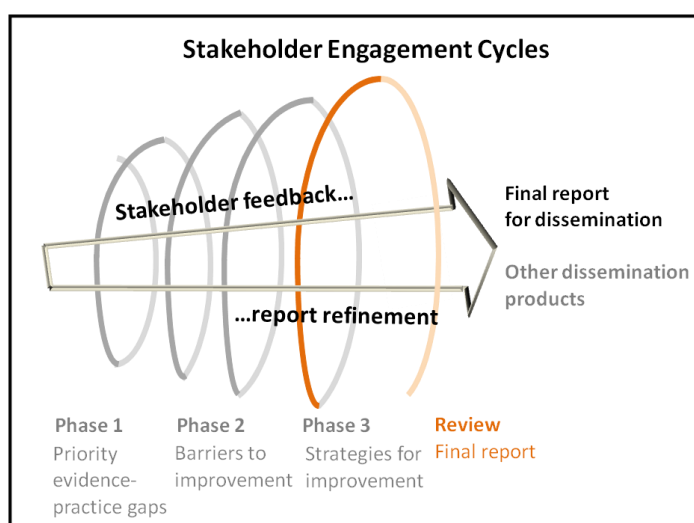 Stakeholder Engagement Cycles
Stakeholder feedback...
...report refinement
Final report
for dissemination
Other dissemination
products
Phase 1
Priority
evidence-
practice gaps
Phase 2
Barriers to
improvement
Phase 3
Strategies for
improvement
Review
Final report